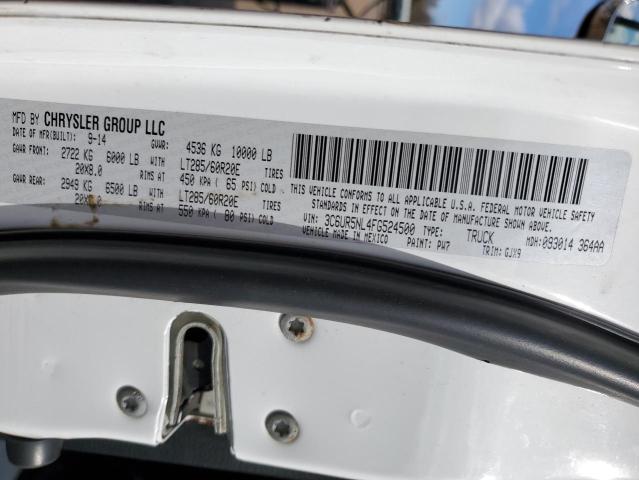 MFD BY CHRYSLER GROUP LLC
DATE OF MFR(BUILT): 9-14 GVWR: 4536 KG 10000 LB
GAWR FRONT: 2722 KG 6000 LB WITH LT285/60R20E TIRES
20X8.0 RIMS AT 450 KPA ( 65 PSI) COLD
GAWR REAR: 2949 KG 6500 LB WITH LT285/60R20E TIRES
20X8.0 RIMS AT 550 KPA ( 80 PSI) COLD
THIS VEHICLE CONFORMS TO ALL APPLICABLE U.S.A. FEDERAL MOTOR VEHICLE SAFETY
STANDARDS IN EFFECT ON THE DATE OF MANUFACTURE SHOWN ABOVE.
VIN: 3C6UR5NL4FG524500 TYPE: TRUCK MDH: 093014 364AA
VEHICLE MADE IN MEXICO PAINT: PW7 TRIM: GJX9